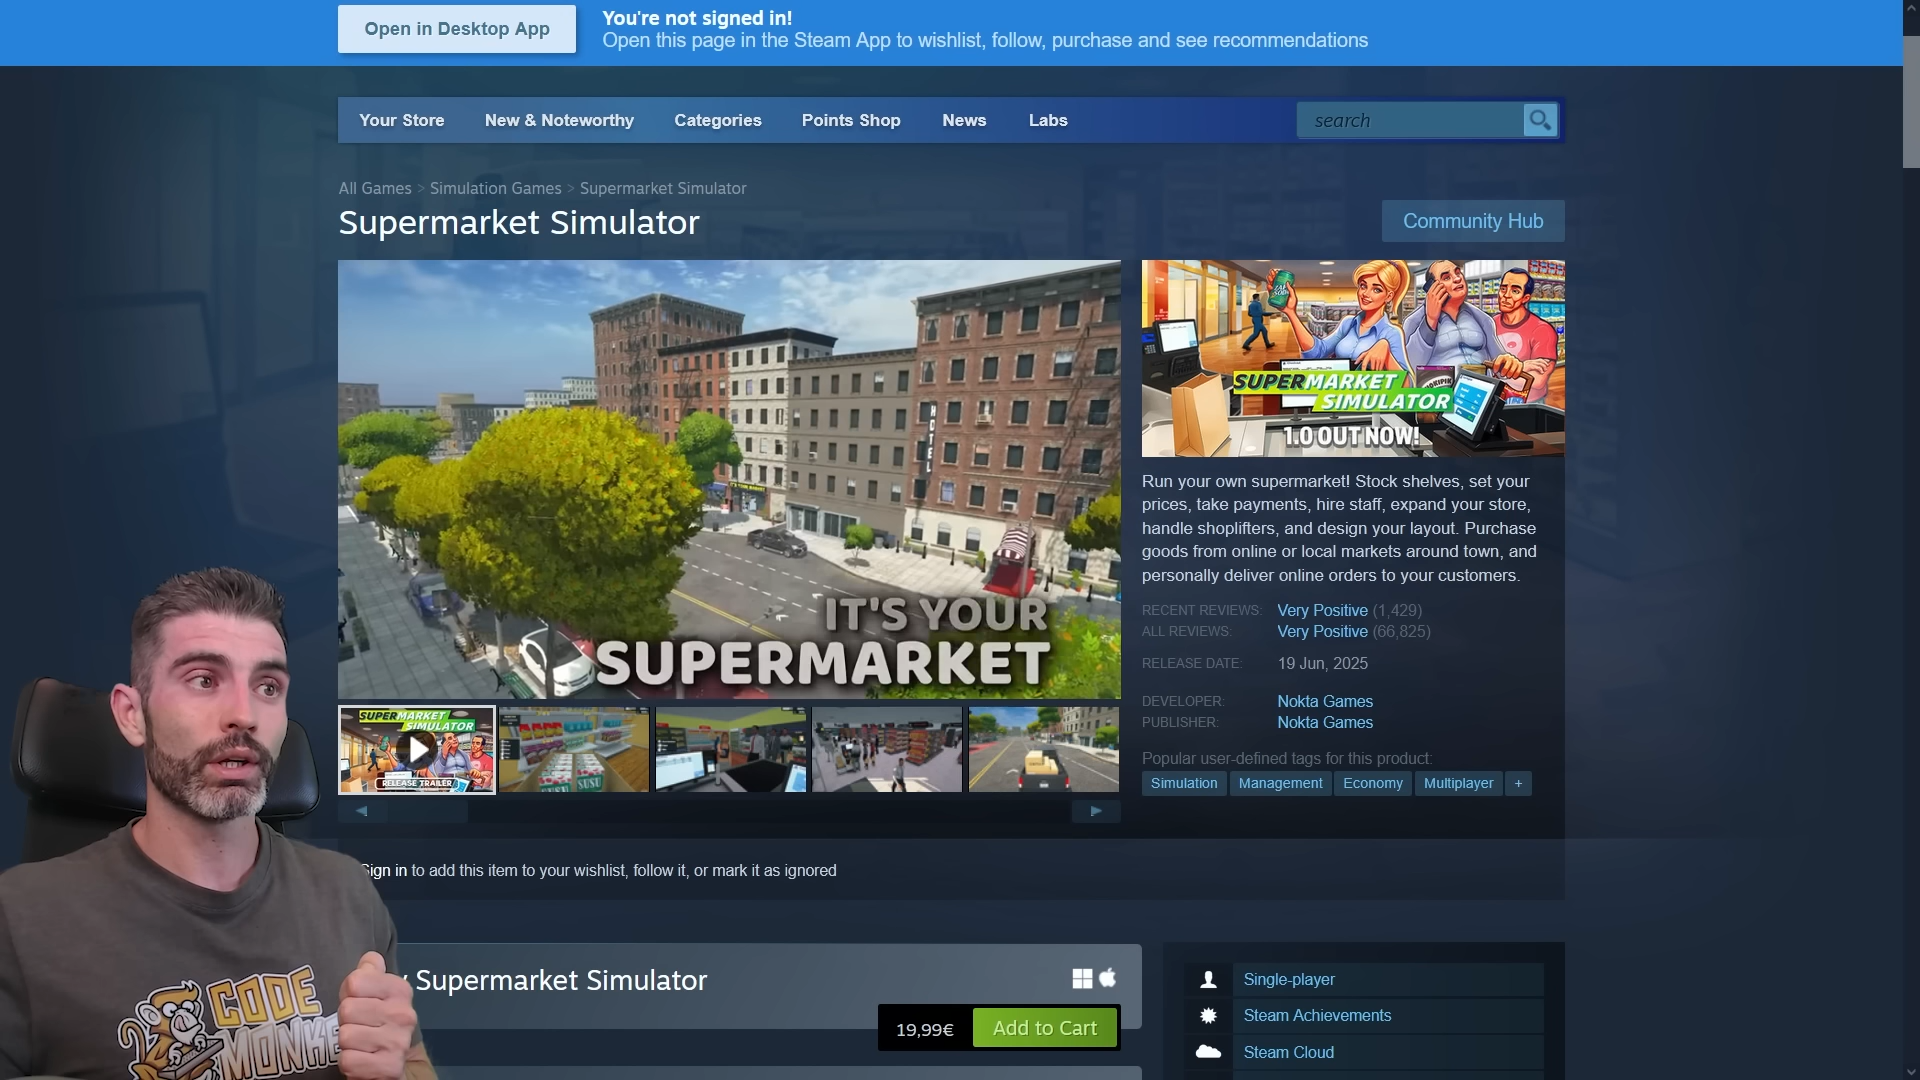 Open in Desktop App
You're not signed in!
Open this page in the Steam App to wishlist, follow, purchase and see recommendations
Your Store
New & Noteworthy
Categories
Points Shop
News
Labs
search
All Games > Simulation Games > Supermarket Simulator
Supermarket Simulator
Community Hub
HOTEL
IT'S YOUR
SUPERMARKET
SUPERMARKET
SIMULATOR
1.0 OUT NOW!
Run your own supermarket! Stock shelves, set your
prices, take payments, hire staff, expand your store,
handle shoplifters, and design your layout. Purchase
goods from online or local markets around town, and
personally deliver online orders to your customers.
RECENT REVIEWS: Very Positive (1,429)
ALL REVIEWS: Very Positive (66,825)
RELEASE DATE: 19 Jun, 2025
DEVELOPER: Nokta Games
PUBLISHER: Nokta Games
Popular user-defined tags for this product:
Simulation
Management
Economy
Multiplayer
+
SUPERMARKET
SIMULATOR
RELEASE TRAILER
SUSU
SUSU
Sign in to add this item to your wishlist, follow it, or mark it as ignored
Supermarket Simulator
19,99€
Add to Cart
Single-player
Steam Achievements
Steam Cloud
CODE
MONKE